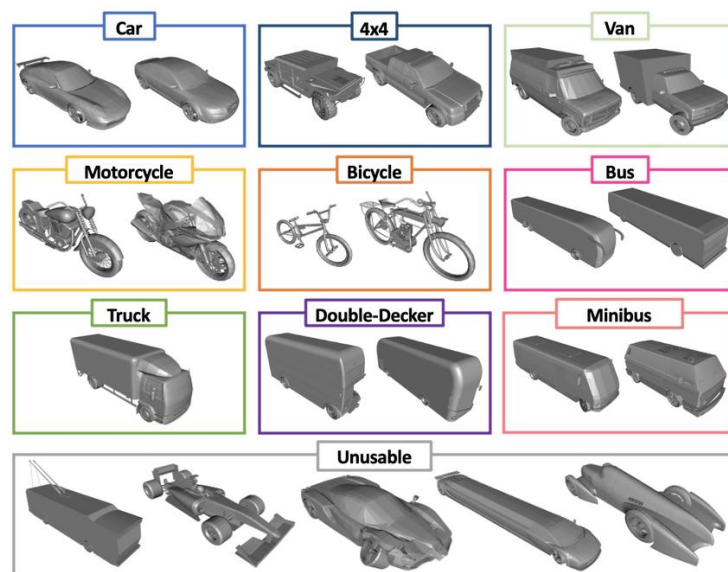 Car
4x4
Van
Motorcycle
Bicycle
Bus
Truck
Double-Decker
Minibus
Unusable